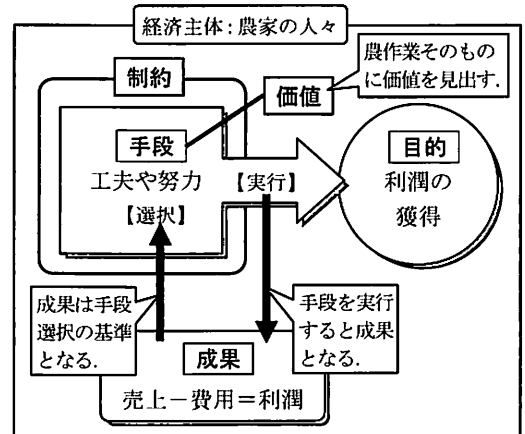 経済主体：農家の人々
農作業そのもの
に価値を見出す．
制約
価値
手段
工夫や努力
【選択】
【実行】
目的
利潤の
獲得
成果は手段
選択の基準
となる．
手段を実行
すると成果
となる．
成果
売上－費用＝利潤